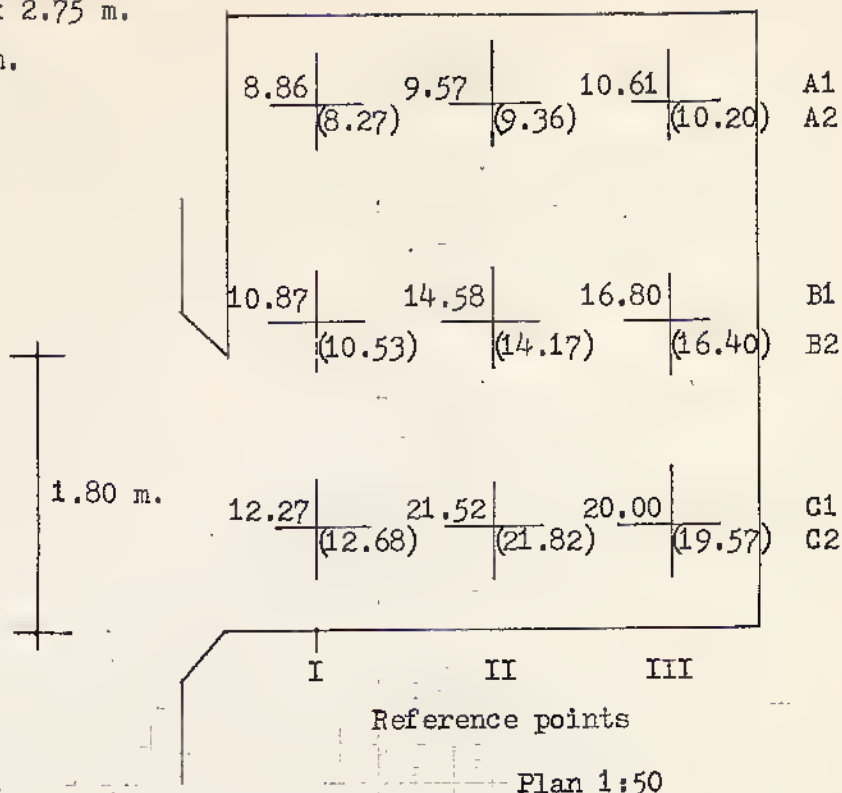 : 2.75 m.
m.
8.86 9.57 10.61 A1
(8.27) (9.36) (10.20) A2
10.87 14.58 16.80 B1
(10.53) (14.17) (16.40) B2
1.80 m.
12.27 21.52 20.00 C1
(12.68) (21.82) (19.57) C2
I II III
Reference points
Plan 1:50